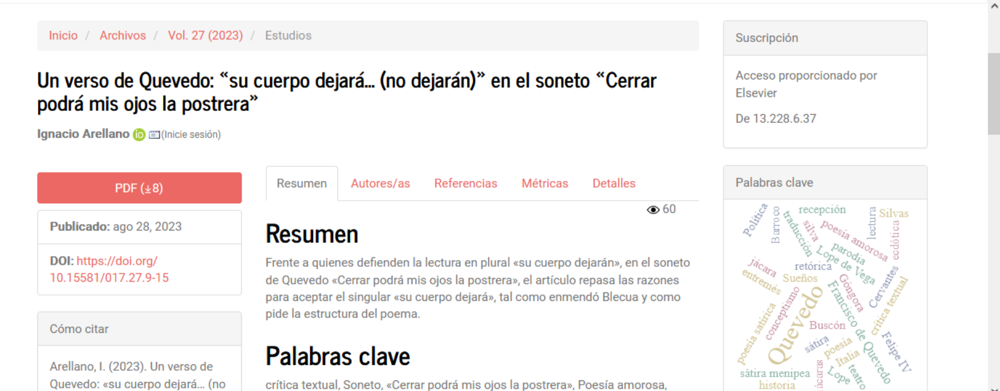 Inicio / Archivos / Vol. 27 (2023) / Estudios
Un verso de Quevedo: “su cuerpo dejará... (no dejarán)” en el soneto “Cerrar
podrá mis ojos la postrera”
Ignacio Arellano iD (Inicie sesión)
PDF (↓8)
Publicado: ago 28, 2023
DOI: https://doi.org/
10.15581/017.27.9-15
Cómo citar
Arellano, I. (2023). Un verso de
Quevedo: «su cuerpo dejará... (no
Resumen Autores/as Referencias Métricas Detalles
60
Resumen
Frente a quienes defienden la lectura en plural «su cuerpo dejarán», en el soneto
de Quevedo «Cerrar podrá mis ojos la postrera», el artículo repasa las razones
para aceptar el singular «su cuerpo dejará», tal como enmendó Blecua y como
pide la estructura del poema.
Palabras clave
crítica textual, Soneto, «Cerrar podrá mis ojos la postrera», Poesía amorosa,
Suscripción
Acceso proporcionado por
Elsevier
De 13.228.6.37
Palabras clave
Política
Barroco
traducción
recepción
silva
poesía amorosa
lectura
Silvas
ecdótica
parodia
Lope de Vega
jácara
entremés
retórica
Sueños
Góngora
Cervantes
crítica textual
conceptismo
Quevedo
Francisco de Quevedo
poesía satírica
Buscón
sátira
poesía
Italia
Felipe IV
sátira menipea
historia
jácaras
Lope
teatro